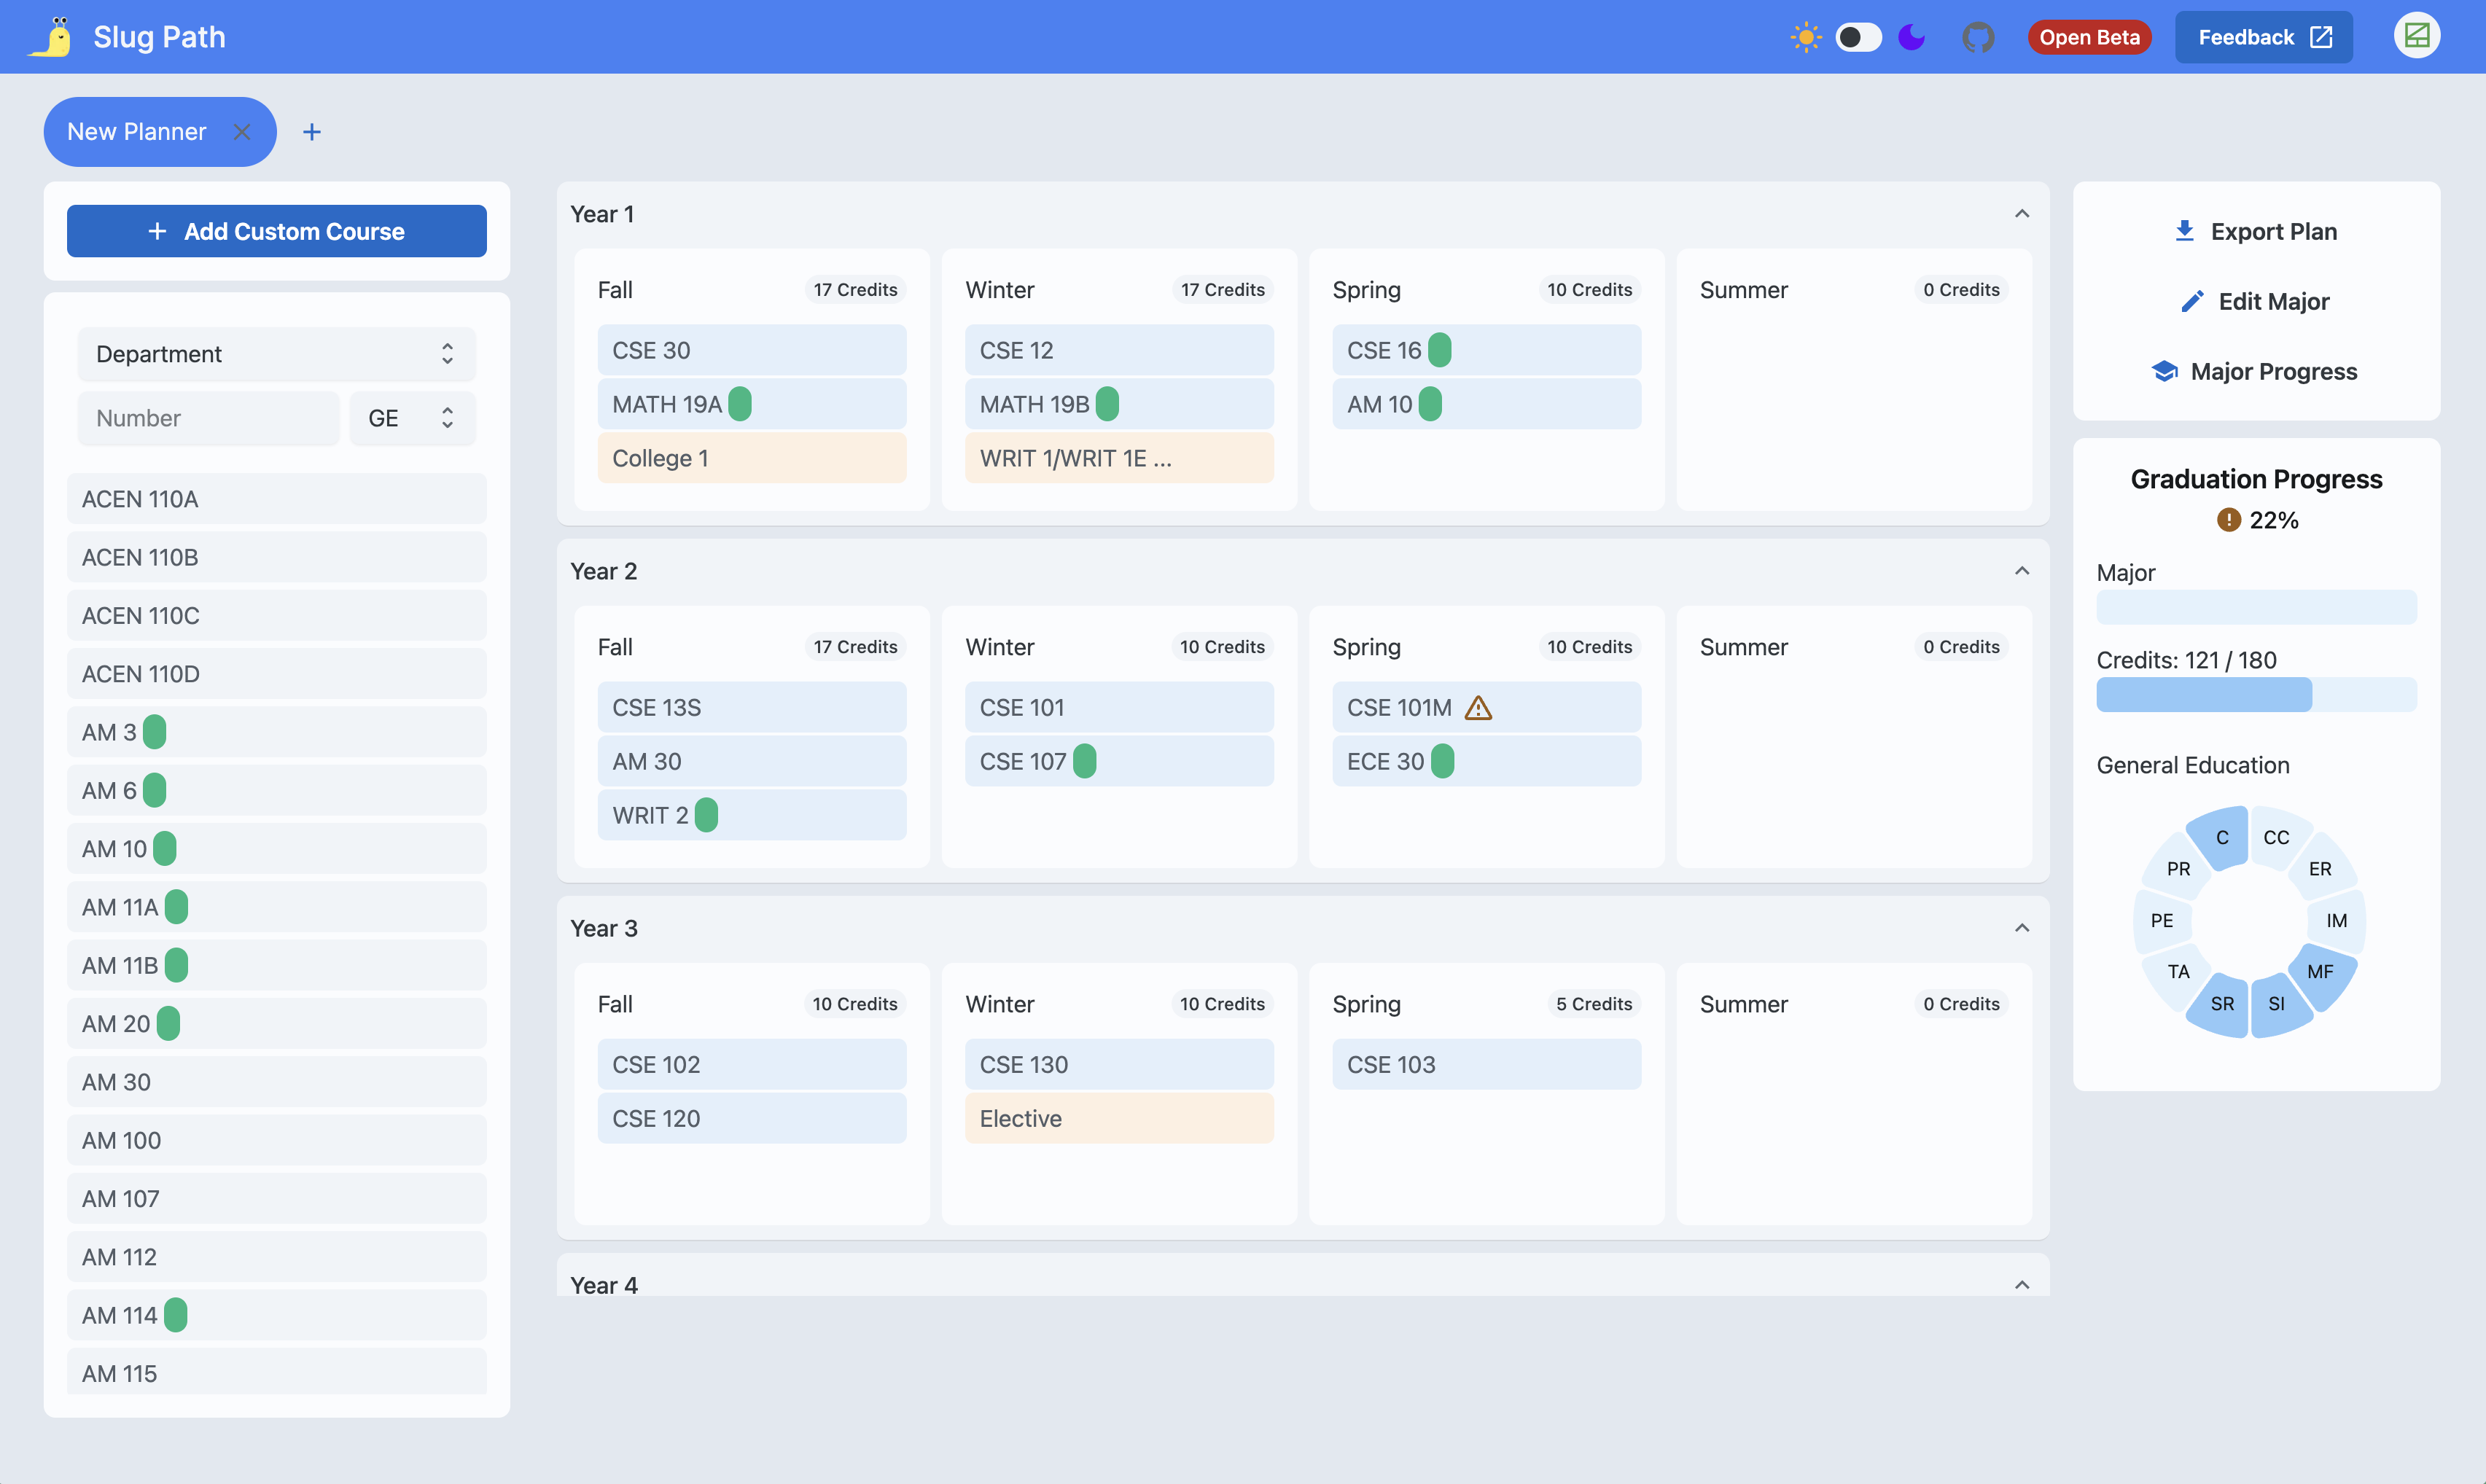 Slug Path
Open Beta
Feedback
New Planner
Add Custom Course
Department
Number
GE
ACEN 110A
ACEN 110B
ACEN 110C
ACEN 110D
AM 3
AM 6
AM 10
AM 11A
AM 11B
AM 20
AM 30
AM 100
AM 107
AM 112
AM 114
AM 115
Year 1
Fall
17 Credits
CSE 30
MATH 19A
College 1
Winter
17 Credits
CSE 12
MATH 19B
WRIT 1/WRIT 1E ...
Spring
10 Credits
CSE 16
AM 10
Summer
0 Credits
Year 2
Fall
17 Credits
CSE 13S
AM 30
WRIT 2
Winter
10 Credits
CSE 101
CSE 107
Spring
10 Credits
CSE 101M
ECE 30
Summer
0 Credits
Year 3
Fall
10 Credits
CSE 102
CSE 120
Winter
10 Credits
CSE 130
Elective
Spring
5 Credits
CSE 103
Summer
0 Credits
Year 4
Export Plan
Edit Major
Major Progress
Graduation Progress
22%
Major
Credits: 121 / 180
General Education
C
CC
ER
IM
MF
SI
SR
TA
PE
PR